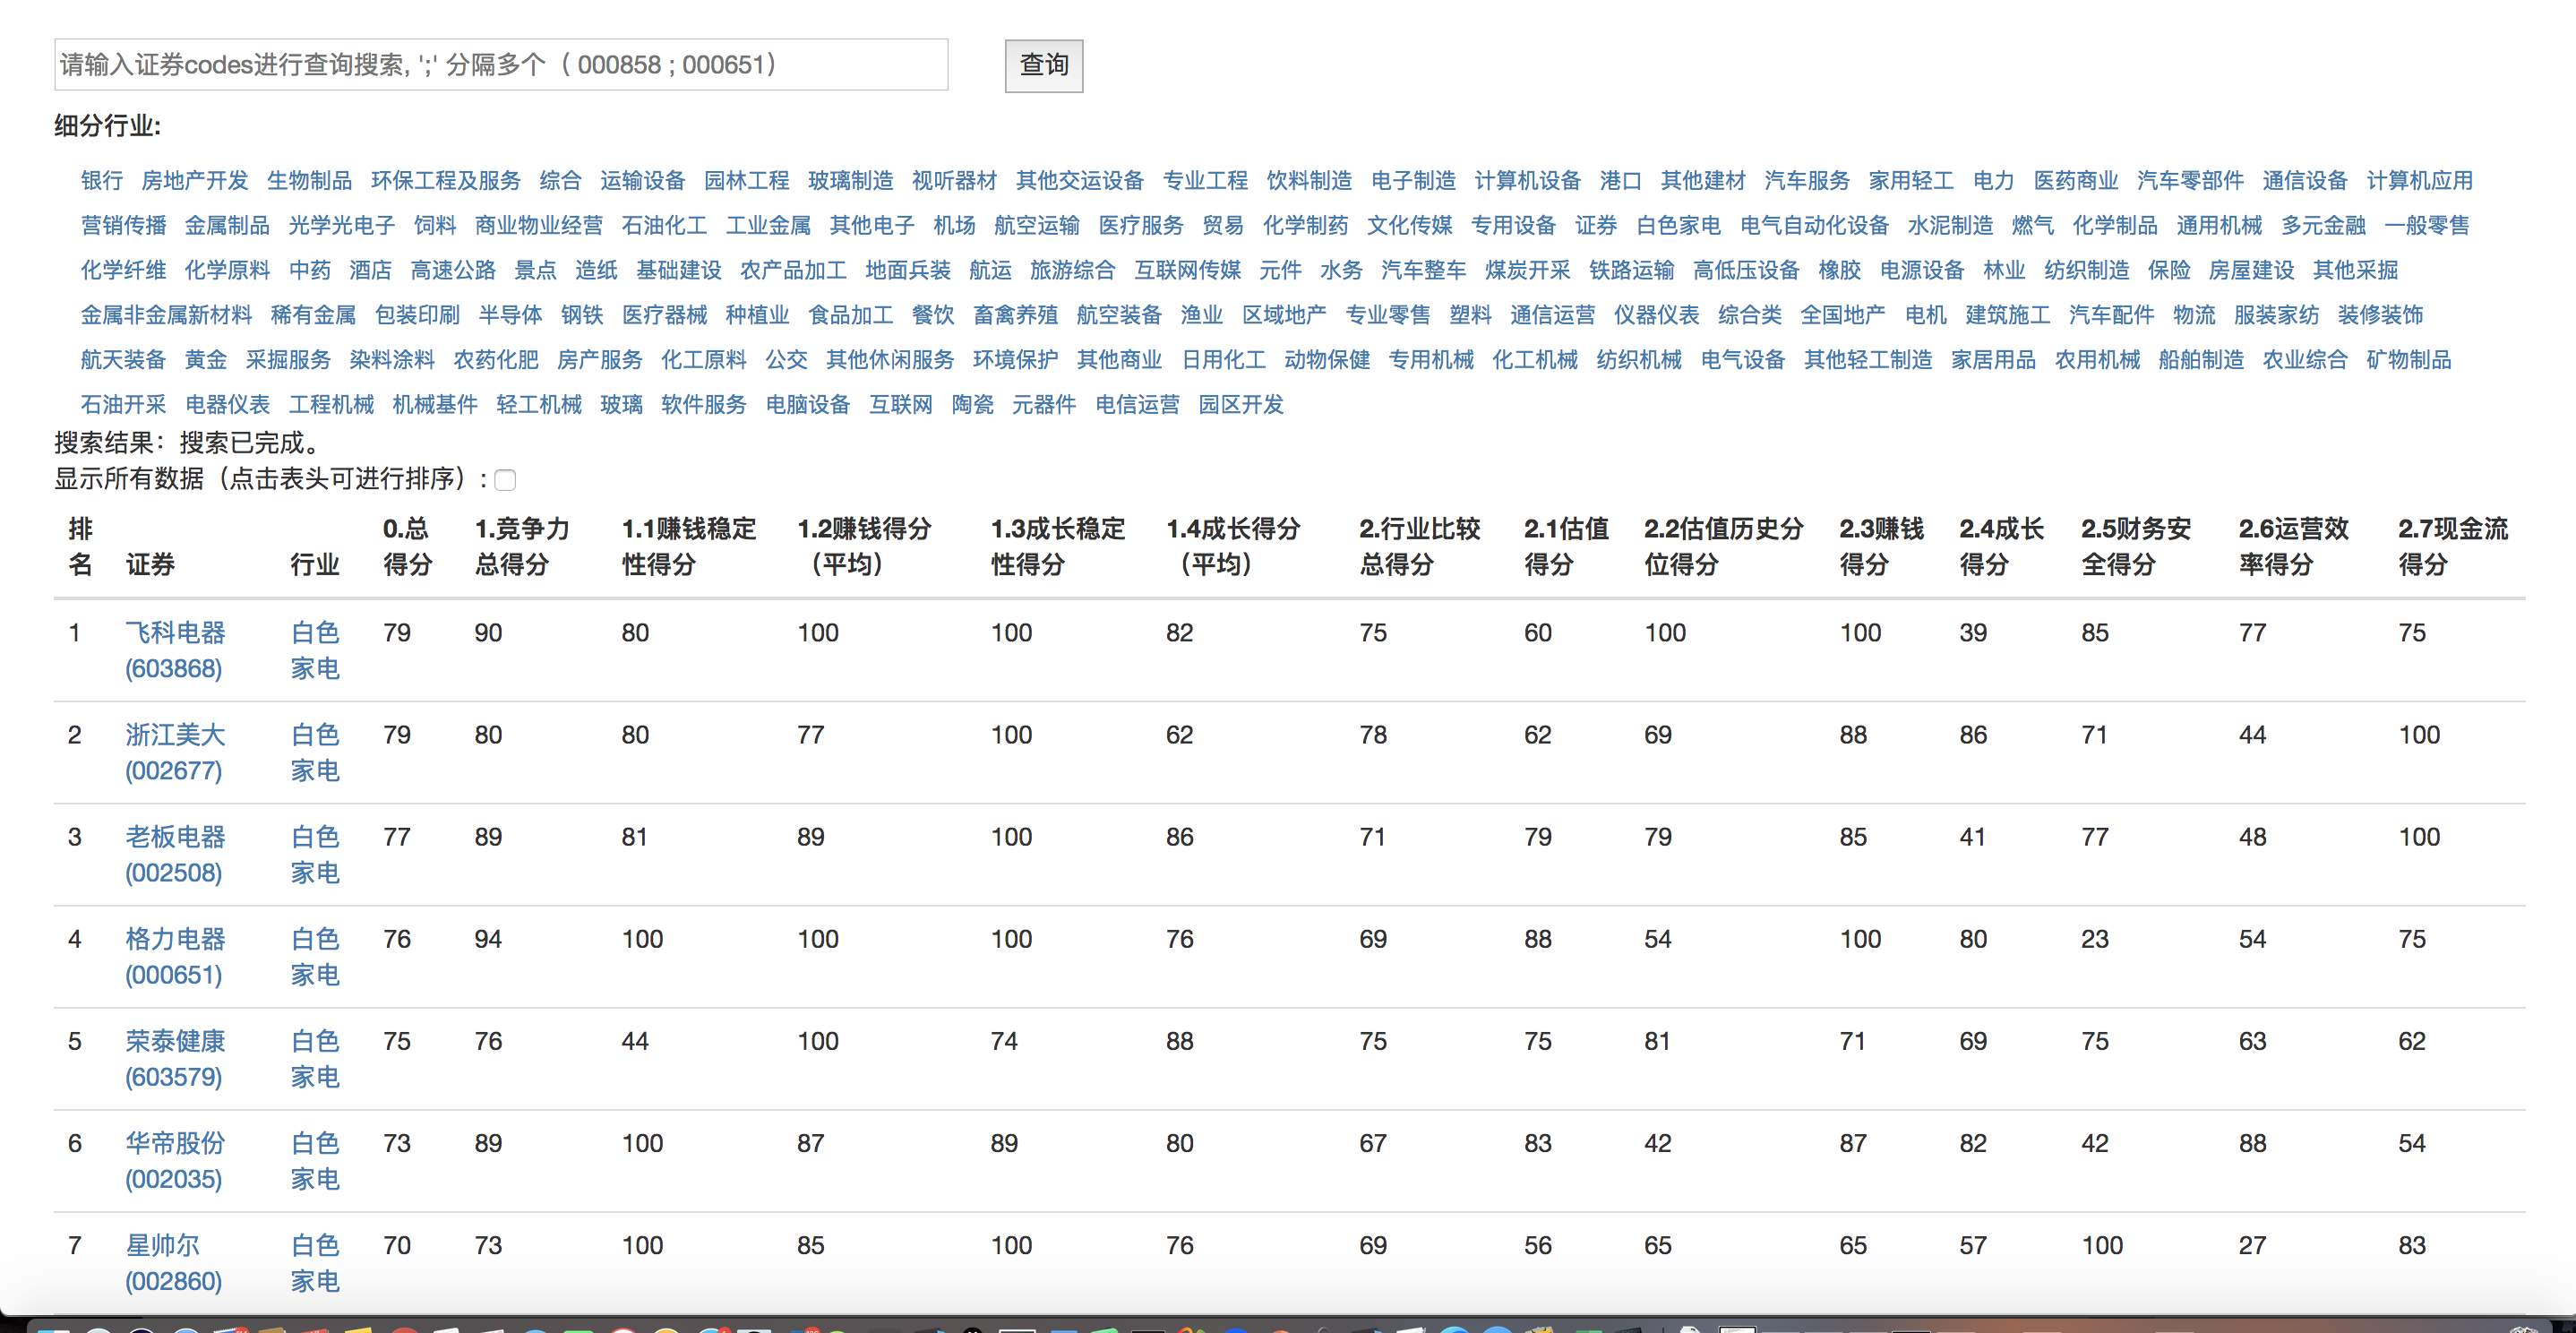 请输入证券codes进行查询搜索, ';' 分隔多个（ 000858 ; 000651） 查询
细分行业:
银行 房地产开发 生物制品 环保工程及服务 综合 运输设备 园林工程 玻璃制造 视听器材 其他交运设备 专业工程 饮料制造 电子制造 计算机设备 港口 其他建材 汽车服务 家用轻工 电力 医药商业 汽车零部件 通信设备 计算机应用
营销传播 金属制品 光学光电子 饲料 商业物业经营 石油化工 工业金属 其他电子 机场 航空运输 医疗服务 贸易 化学制药 文化传媒 专用设备 证券 白色家电 电气自动化设备 水泥制造 燃气 化学制品 通用机械 多元金融 一般零售
化学纤维 化学原料 中药 酒店 高速公路 景点 造纸 基础建设 农产品加工 地面兵装 航运 旅游综合 互联网传媒 元件 水务 汽车整车 煤炭开采 铁路运输 高低压设备 橡胶 电源设备 林业 纺织制造 保险 房屋建设 其他采掘
金属非金属新材料 稀有金属 包装印刷 半导体 钢铁 医疗器械 种植业 食品加工 餐饮 畜禽养殖 航空装备 渔业 区域地产 专业零售 塑料 通信运营 仪器仪表 综合类 全国地产 电机 建筑施工 汽车配件 物流 服装家纺 装修装饰
航天装备 黄金 采掘服务 染料涂料 农药化肥 房产服务 化工原料 公交 其他休闲服务 环境保护 其他商业 日用化工 动物保健 专用机械 化工机械 纺织机械 电气设备 其他轻工制造 家居用品 农用机械 船舶制造 农业综合 矿物制品
石油开采 电器仪表 工程机械 机械基件 轻工机械 玻璃 软件服务 电脑设备 互联网 陶瓷 元器件 电信运营 园区开发
搜索结果：搜索已完成。
显示所有数据（点击表头可进行排序）:
排 0.总 1.竞争力 1.1赚钱稳定 1.2赚钱得分 1.3成长稳定 1.4成长得分 2.行业比较 2.1估值 2.2估值历史分 2.3赚钱 2.4成长 2.5财务安 2.6运营效 2.7现金流
名 证券 行业 得分 总得分 性得分 （平均） 性得分 （平均） 总得分 得分 位得分 得分 得分 全得分 率得分 得分
1 飞科电器 白色 79 90 80 100 100 82 75 60 100 100 39 85 77 75
(603868) 家电
2 浙江美大 白色 79 80 80 77 100 62 78 62 69 88 86 71 44 100
(002677) 家电
3 老板电器 白色 77 89 81 89 100 86 71 79 79 85 41 77 48 100
(002508) 家电
4 格力电器 白色 76 94 100 100 100 76 69 88 54 100 80 23 54 75
(000651) 家电
5 荣泰健康 白色 75 76 44 100 74 88 75 75 81 71 69 75 63 62
(603579) 家电
6 华帝股份 白色 73 89 100 87 89 80 67 83 42 87 82 42 88 54
(002035) 家电
7 星帅尔 白色 70 73 100 85 100 76 69 56 65 65 57 100 27 83
(002860) 家电